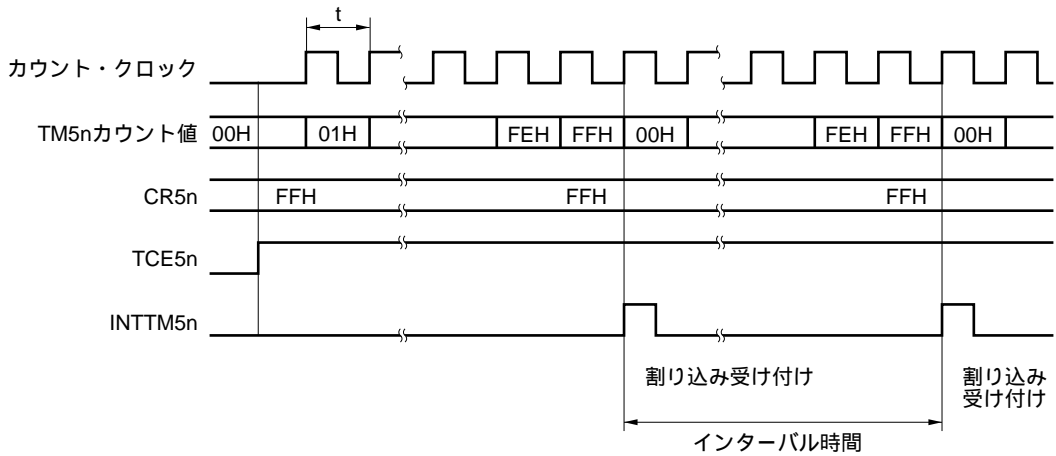 t
カウント・クロック
TM5nカウント値 00H 01H FEH FFH 00H FEH FFH 00H
CR5n FFH FFH FFH
TCE5n
INTTM5n
割り込み受け付け
割り込み
受け付け
インターバル時間